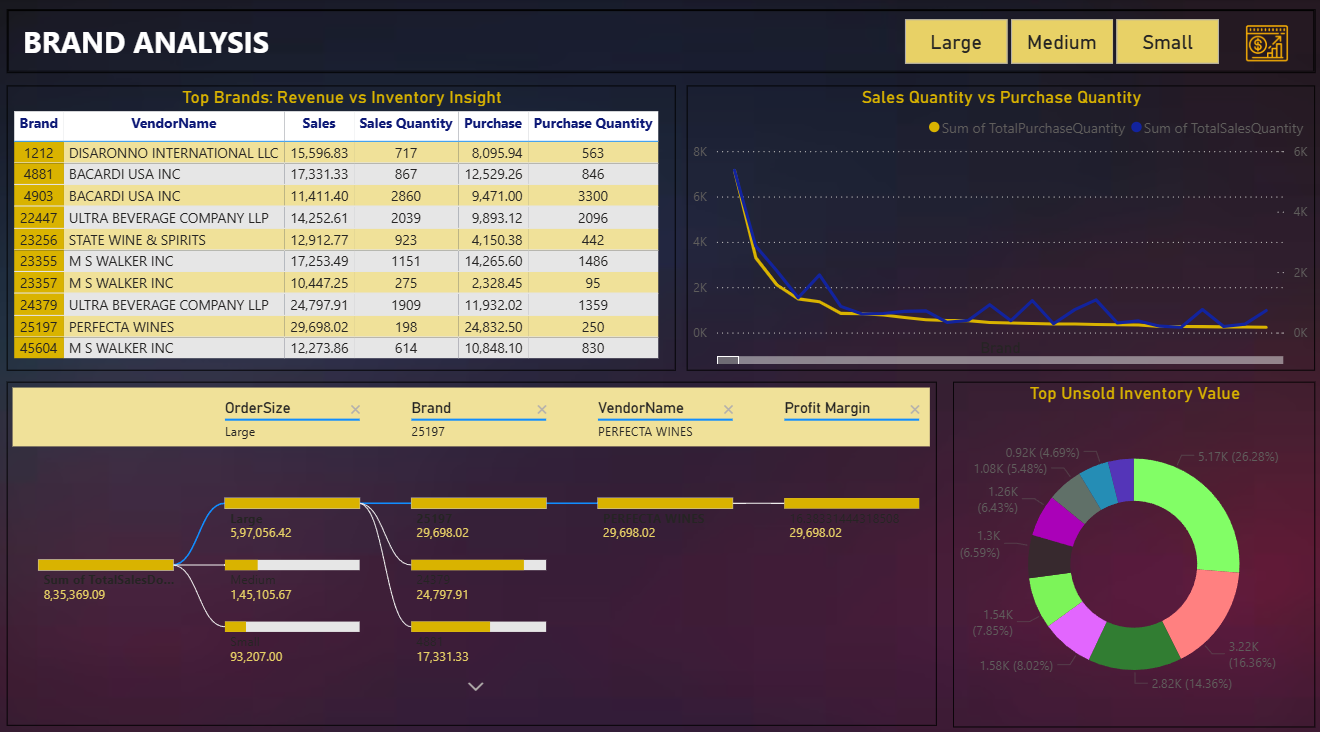 BRAND ANALYSIS
Large Medium Small
Top Brands: Revenue vs Inventory Insight
Brand VendorName Sales Sales Quantity Purchase Purchase Quantity
1212 DISARONNO INTERNATIONAL LLC 15,596.83 717 8,095.94 563
4881 BACARDI USA INC 17,331.33 867 12,529.26 846
4903 BACARDI USA INC 11,411.40 2860 9,471.00 3300
22447 ULTRA BEVERAGE COMPANY LLP 14,252.61 2039 9,893.12 2096
23256 STATE WINE & SPIRITS 12,912.77 923 4,150.38 442
23355 M S WALKER INC 17,253.49 1151 14,265.60 1486
23357 M S WALKER INC 10,447.25 275 2,328.45 95
24379 ULTRA BEVERAGE COMPANY LLP 24,797.91 1909 11,932.02 1359
25197 PERFECTA WINES 29,698.02 198 24,832.50 250
45604 M S WALKER INC 12,273.86 614 10,848.10 830
Sales Quantity vs Purchase Quantity
Sum of TotalPurchaseQuantity Sum of TotalSalesQuantity
8K 6K
6K
4K
4K
2K
2K
0K 0K
OrderSize Brand VendorName Profit Margin
Large 25197 PERFECTA WINES
Large
5,97,056.42 29,698.02 29,698.02 29,698.02
Sum of TotalSalesDo...
8,35,369.09
Medium
1,45,105.67 24,797.91
93,207.00 17,331.33
Top Unsold Inventory Value
5.17K (26.28%)
3.22K
(16.36%)
2.82K (14.36%)
1.58K (8.02%)
1.54K
(7.85%)
1.3K
(6.59%)
1.26K
(6.43%)
1.08K (5.48%)
0.92K (4.69%)